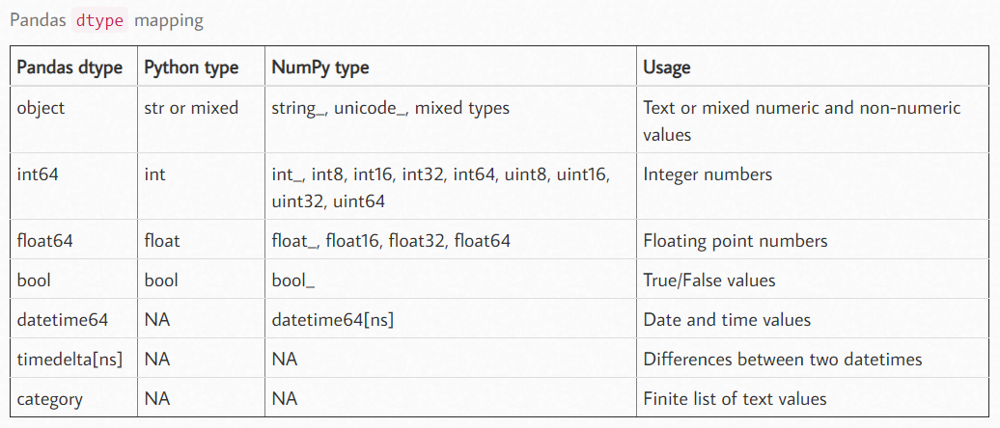 Pandas dtype mapping
Pandas dtype Python type NumPy type Usage
object str or mixed string_, unicode_, mixed types Text or mixed numeric and non-numeric
values
int64 int int_, int8, int16, int32, int64, uint8, uint16, Integer numbers
uint32, uint64
float64 float float_, float16, float32, float64 Floating point numbers
bool bool bool_ True/False values
datetime64 NA datetime64[ns] Date and time values
timedelta[ns] NA NA Differences between two datetimes
category NA NA Finite list of text values